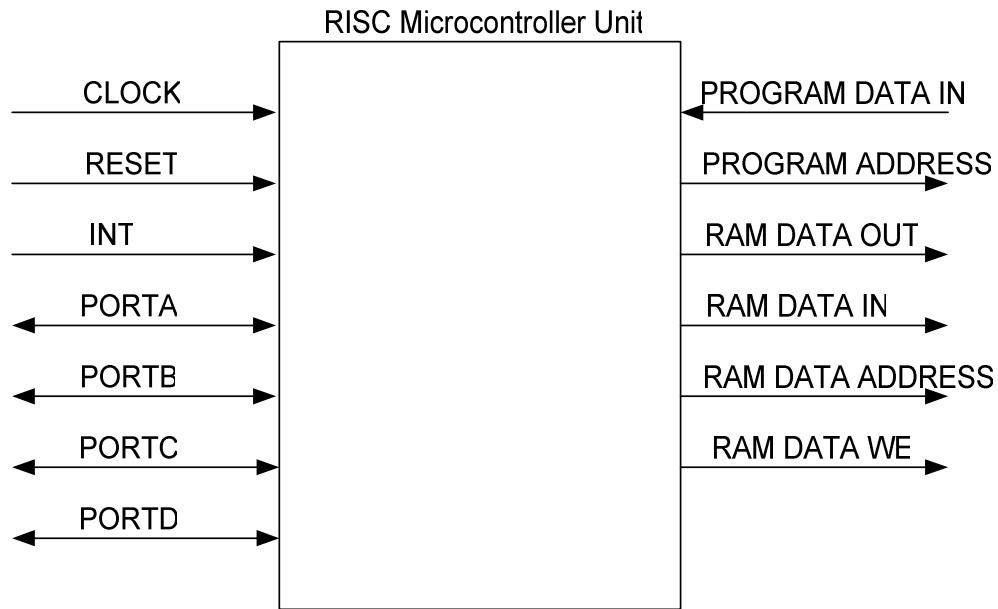 RISC Microcontroller Unit
CLOCK
RESET
INT
PORTA
PORTB
PORTC
PORTD
PROGRAM DATA IN
PROGRAM ADDRESS
RAM DATA OUT
RAM DATA IN
RAM DATA ADDRESS
RAM DATA WE